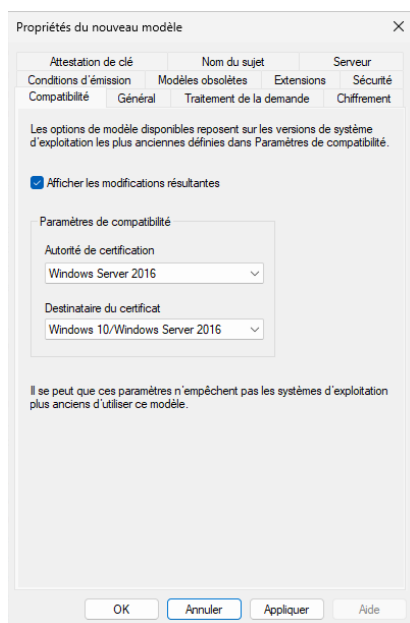 Propriétés du nouveau modèle
Attestation de clé Nom du sujet Serveur
Conditions d'émission Modèles obsolètes Extensions Sécurité
Compatibilité Général Traitement de la demande Chiffrement
Les options de modèle disponibles reposent sur les versions de système
d'exploitation les plus anciennes définies dans Paramètres de compatibilité.
Afficher les modifications résultantes
Paramètres de compatibilité
Autorité de certification
Windows Server 2016
Destinataire du certificat
Windows 10/Windows Server 2016
Il se peut que ces paramètres n'empêchent pas les systèmes d'exploitation
plus anciens d'utiliser ce modèle.
OK Annuler Appliquer Aide